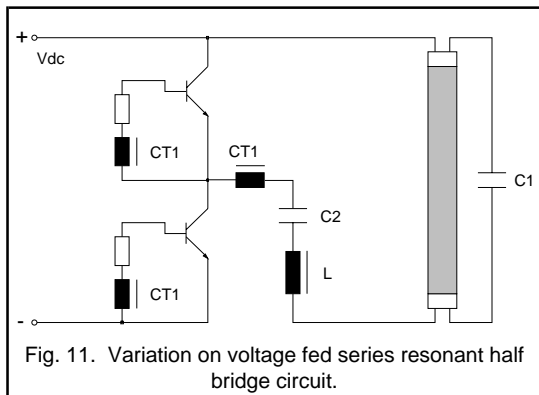 +
Vdc
CT1
CT1
C1
C2
CT1
L
-
Fig. 11. Variation on voltage fed series resonant half
bridge circuit.